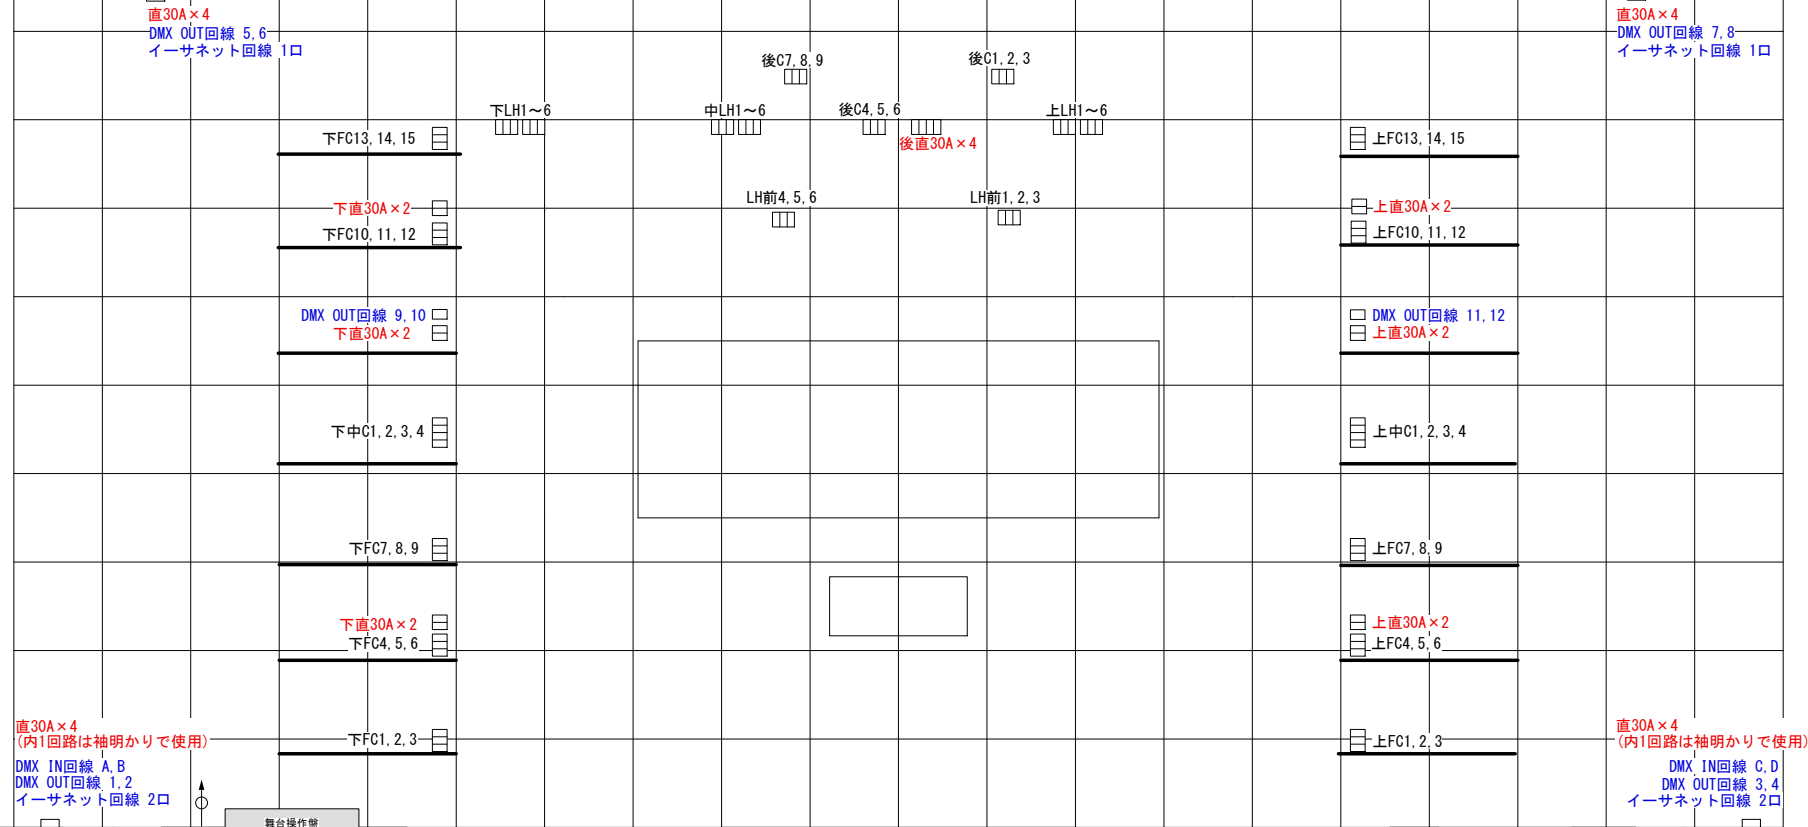 直30A×4
DMX OUT回線 5,6
イーサネット回線 1口
直30A×4
DMX OUT回線 7,8
イーサネット回線 1口
後C7,8,9
後C1,2,3
下LH1～6
中LH1～6
後C4,5,6
上LH1～6
後直30A×4
下FC13,14,15
上FC13,14,15
LH前4,5,6
LH前1,2,3
下直30A×2
上直30A×2
下FC10,11,12
上FC10,11,12
DMX OUT回線 9,10
DMX OUT回線 11,12
下直30A×2
上直30A×2
下中C1,2,3,4
上中C1,2,3,4
下FC7,8,9
上FC7,8,9
下直30A×2
上直30A×2
下FC4,5,6
上FC4,5,6
直30A×4
(内1回路は袖明かりで使用)
下FC1,2,3
上FC1,2,3
直30A×4
(内1回路は袖明かりで使用)
DMX IN回線 A,B
DMX OUT回線 1,2
イーサネット回線 2口
DMX IN回線 C,D
DMX OUT回線 3,4
イーサネット回線 2口
舞台操作盤